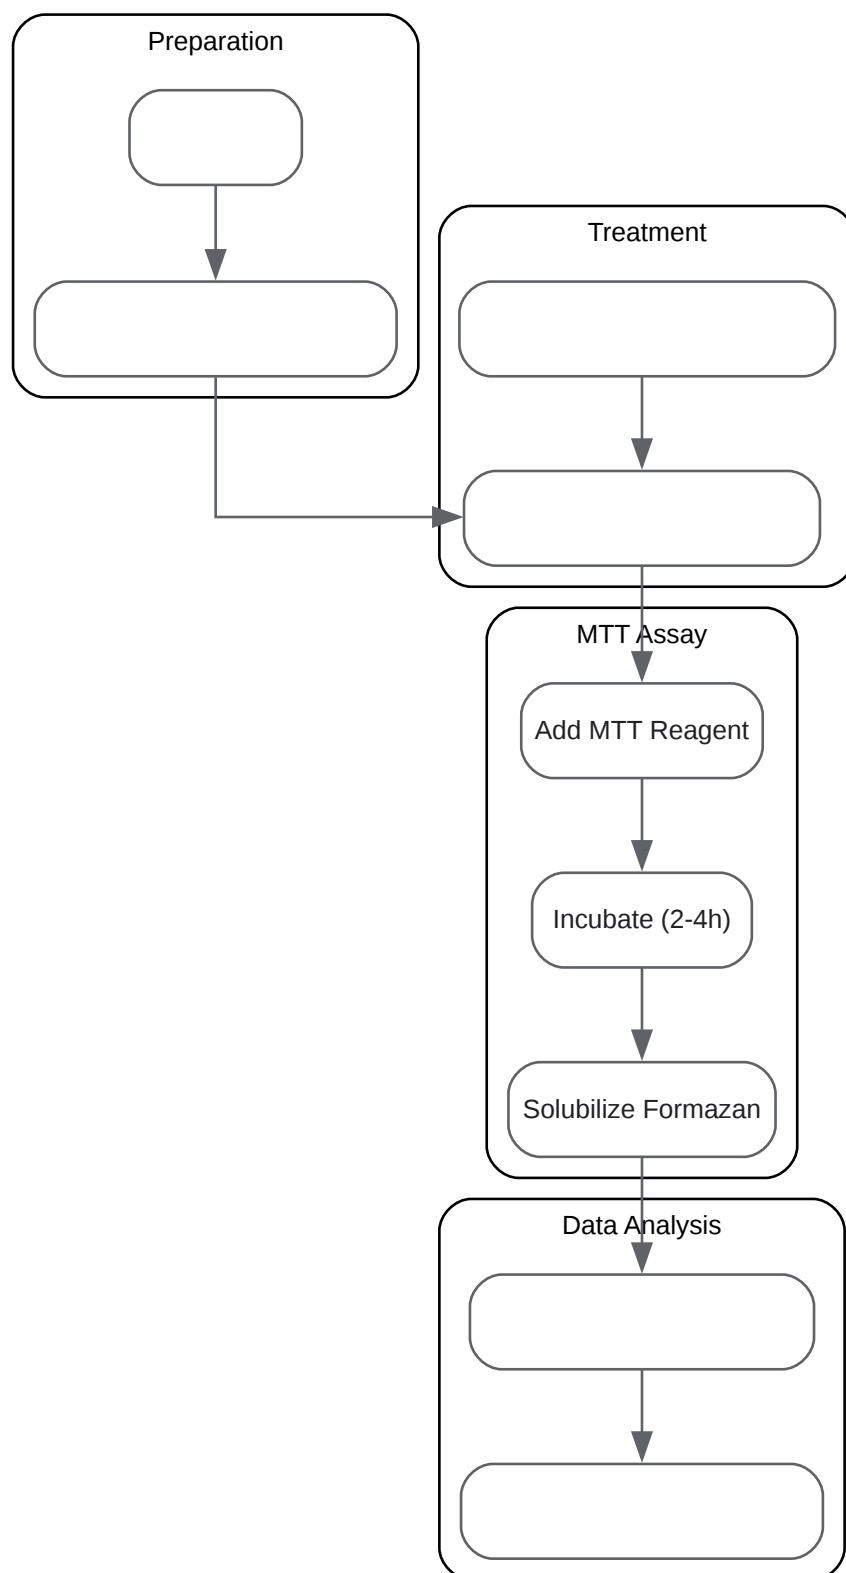 Preparation
Treatment
MTT Assay
Add MTT Reagent
Incubate (2-4h)
Solubilize Formazan
Data Analysis